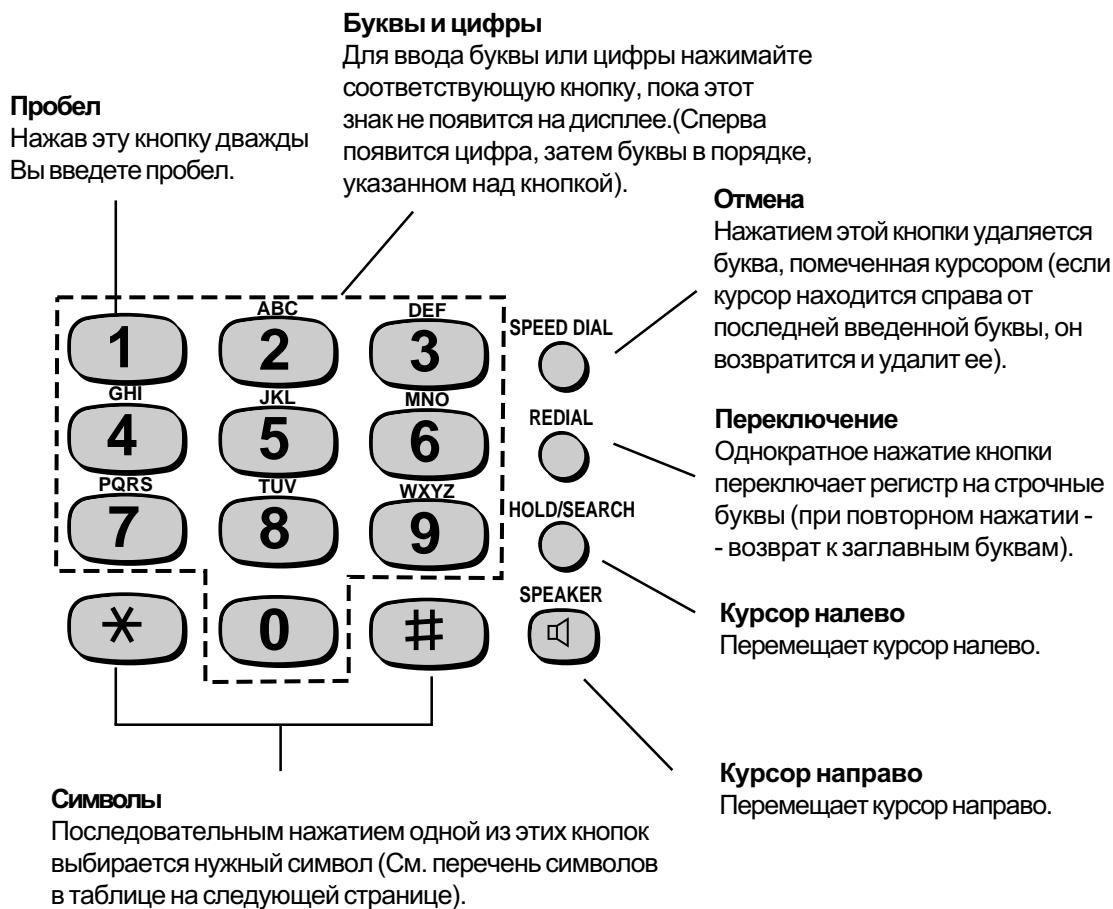 Буквы и цифры
Для ввода буквы или цифры нажимайте
соответствующую кнопку, пока этот
знак не появится на дисплее.(Сперва
появится цифра, затем буквы в порядке,
указанном над кнопкой).
Пробел
Нажав эту кнопку дважды
Вы введете пробел.
Отмена
Нажатием этой кнопки удаляется
буква, помеченная курсором (если
курсор находится справа от
последней введенной буквы, он
возвратится и удалит ее).
ABC DEF
SPEED DIAL
1 2 3
GHI JKL MNO
REDIAL
4 5 6
Переключение
Однократное нажатие кнопки
переключает регистр на строчные
буквы (при повторном нажатии -
- возврат к заглавным буквам).
PQRS TUV WXYZ
HOLD/SEARCH
7 8 9
SPEAKER
* 0 #
Курсор налево
Перемещает курсор налево.
Курсор направо
Перемещает курсор направо.
Символы
Последовательным нажатием одной из этих кнопок
выбирается нужный символ (См. перечень символов
в таблице на следующей странице).